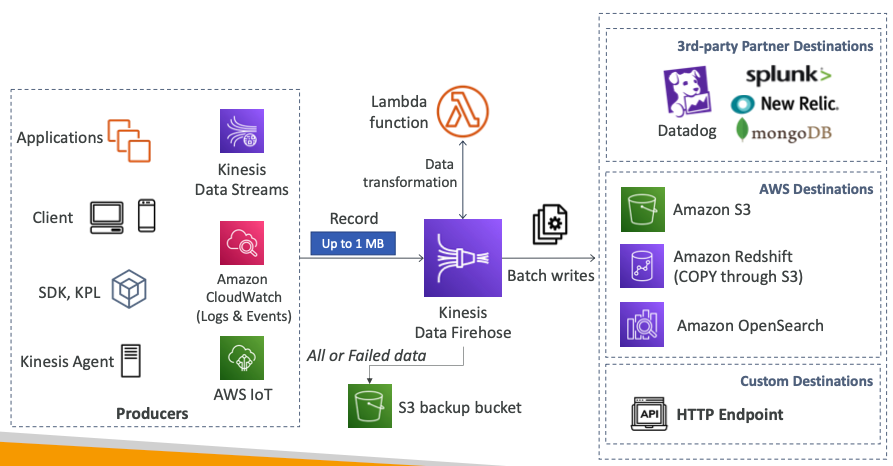 Applications
Kinesis
Data Streams
Client
Amazon
CloudWatch
(Logs & Events)
SDK, KPL
Kinesis Agent
AWS IoT
Producers
Lambda
function
Data
transformation
Record
Up to 1 MB
Kinesis
Data Firehose
Batch writes
All or Failed data
S3 backup bucket
3rd-party Partner Destinations
Datadog
splunk>
New Relic.
mongoDB
AWS Destinations
Amazon S3
Amazon Redshift
(COPY through S3)
Amazon OpenSearch
Custom Destinations
API
HTTP Endpoint